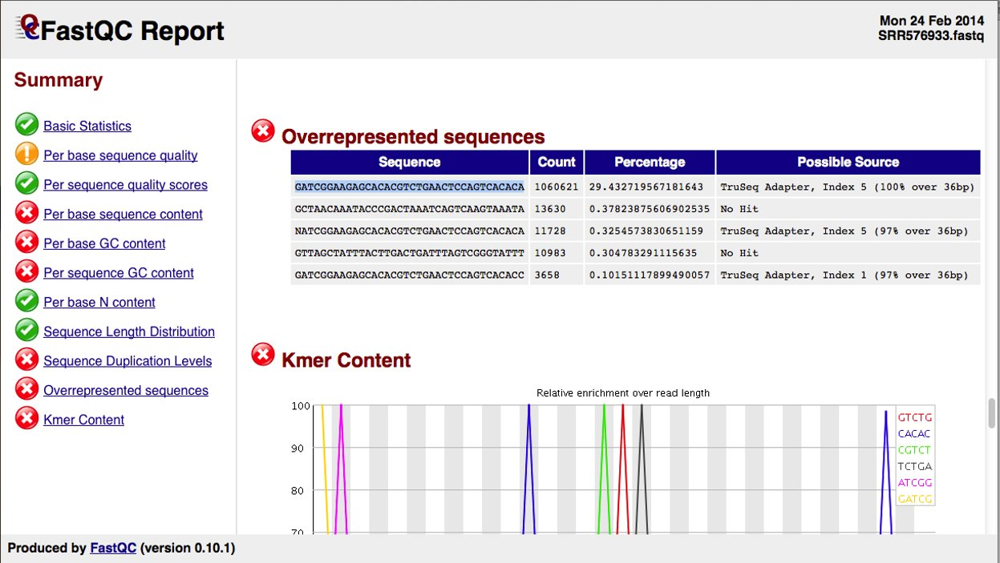 FastQC Report
Mon 24 Feb 2014
SRR576933.fastq
Summary
Basic Statistics
Per base sequence quality
Per sequence quality scores
Per base sequence content
Per base GC content
Per sequence GC content
Per base N content
Sequence Length Distribution
Sequence Duplication Levels
Overrepresented sequences
Kmer Content
Overrepresented sequences
Sequence Count Percentage Possible Source
GATCGGAAGAGCACACGTCTGAACTCCAGTCACACA 1060621 29.432719567181643 TruSeq Adapter, Index 5 (100% over 36bp)
GCTAACAAATACCCGACTAAATCAGTCAAGTAAATA 13630 0.37823875606902535 No Hit
NATCGGAAGAGCACACGTCTGAACTCCAGTCACACA 11728 0.3254573830651159 TruSeq Adapter, Index 5 (97% over 36bp)
GTTAGCTATTTACTTGACTGATTTAGTCGGGTATTT 10983 0.304783291115635 No Hit
GATCGGAAGAGCACACGTCTGAACTCCAGTCACACC 3658 0.10151117899490057 TruSeq Adapter, Index 1 (97% over 36bp)
Kmer Content
Relative enrichment over read length
100
90
80
70
GTCTG
CACAC
CGTCT
TCTGA
ATCGG
GATCG
Produced by FastQC (version 0.10.1)